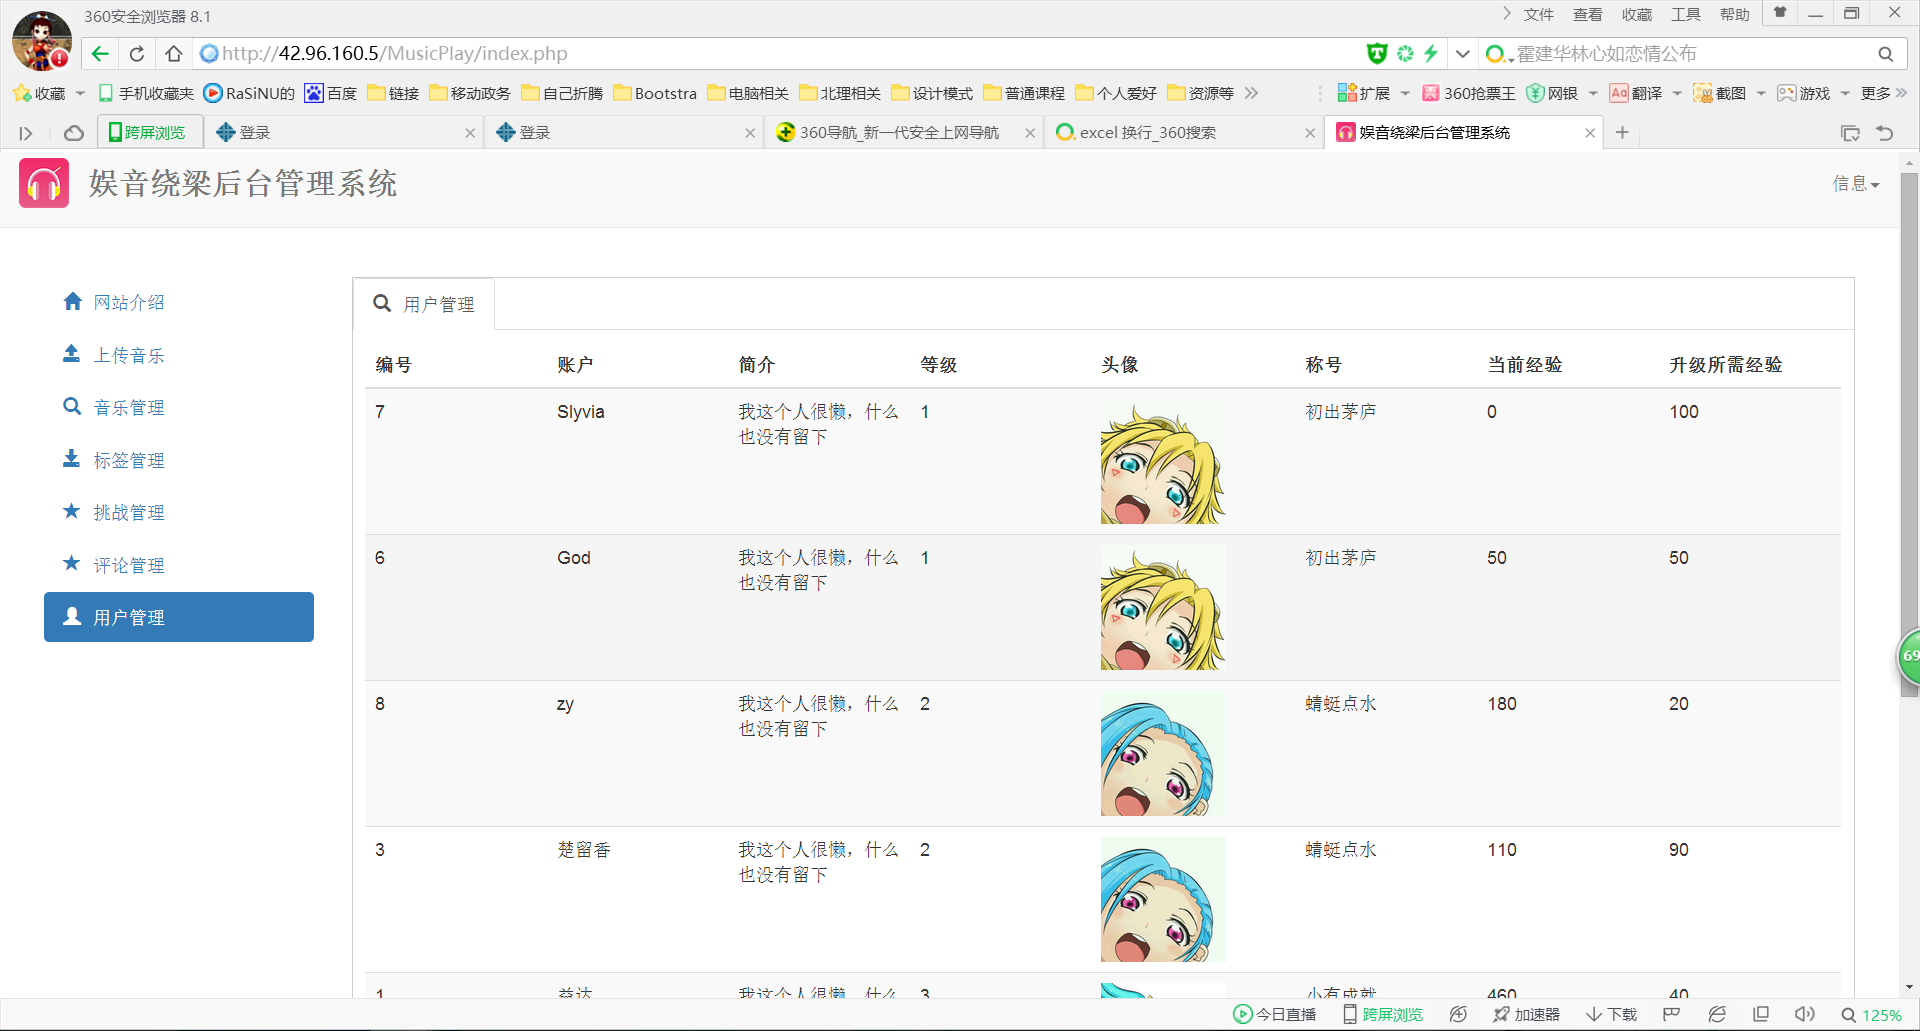 360安全浏览器 8.1
文件 查看 收藏 工具 帮助
http://42.96.160.5/MusicPlay/index.php
霍建华林心如恋情公布
收藏 手机收藏夹 RaSiNU的 百度 链接 移动政务 自己折腾 Bootstra 电脑相关 北理相关 设计模式 普通课程 个人爱好 资源等 扩展 360抢票王 网银 翻译 截图 游戏 更多
跨屏浏览 登录 登录 360导航_新一代安全上网导航 excel 换行_360搜索 娱音绕梁后台管理系统
娱音绕梁后台管理系统
信息
网站介绍
上传音乐
音乐管理
标签管理
挑战管理
评论管理
用户管理
用户管理
编号 账户 简介 等级 头像 称号 当前经验 升级所需经验
7 Slyvia 我这个人很懒，什么 1 初出茅庐 0 100
也没有留下
6 God 我这个人很懒，什么 1 初出茅庐 50 50
也没有留下
8 zy 我这个人很懒，什么 2 蜻蜓点水 180 20
也没有留下
3 楚留香 我这个人很懒，什么 2 蜻蜓点水 110 90
也没有留下
1 益达 我这个人很懒，什么 3 小有成就 460 40
69
今日直播 跨屏浏览 加速器 下载 125%